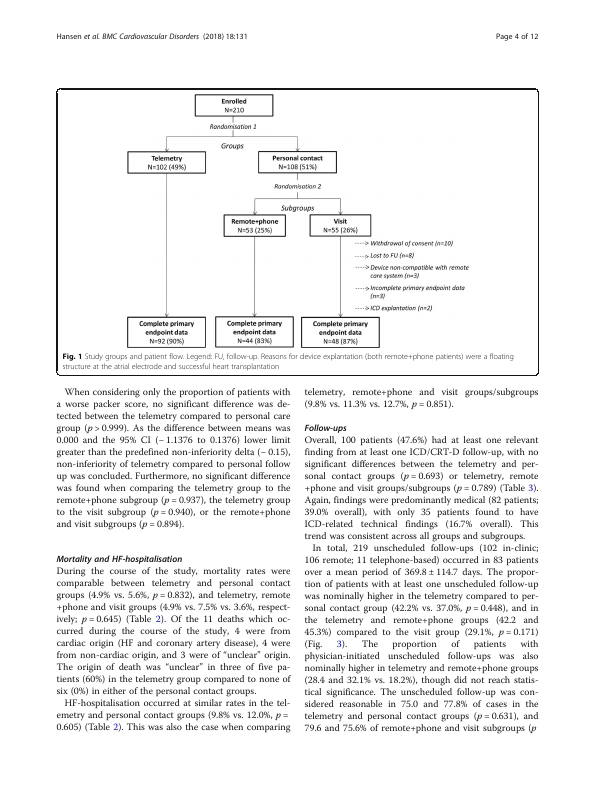 Hansen et al. BMC Cardiovascular Disorders (2018) 18:131
Page 4 of 12
Enrolled
N=210
Randomisation 1
Groups
Telemetry
N=102 (49%)
Personal contact
N=108 (51%)
Randomisation 2
Subgroups
Remote+phone
N=53 (25%)
Visit
N=55 (26%)
Withdrawal of consent (n=10)
Lost to FU (n=8)
Device non-compatible with remote
care system (n=3)
Incomplete primary endpoint data
(n=3)
ICD explantation (n=2)
Complete primary
endpoint data
N=92 (90%)
Complete primary
endpoint data
N=44 (83%)
Complete primary
endpoint data
N=48 (87%)
Fig. 1 Study groups and patient flow. Legend: FU, follow-up. Reasons for device explantation (both remote+phone patients) were a floating
structure at the atrial electrode and successful heart transplantation
When considering only the proportion of patients with
a worse packer score, no significant difference was de-
tected between the telemetry compared to personal care
group (p > 0.999). As the difference between means was
0.000 and the 95% CI (− 1.1376 to 0.1376) lower limit
greater than the predefined non-inferiority delta (− 0.15),
non-inferiority of telemetry compared to personal follow
up was concluded. Furthermore, no significant difference
was found when comparing the telemetry group to the
remote+phone subgroup (p = 0.937), the telemetry group
to the visit subgroup (p = 0.940), or the remote+phone
and visit subgroups (p = 0.894).
Mortality and HF-hospitalisation
During the course of the study, mortality rates were
comparable between telemetry and personal contact
groups (4.9% vs. 5.6%, p = 0.832), and telemetry, remote
+phone and visit groups (4.9% vs. 7.5% vs. 3.6%, respect-
ively; p = 0.645) (Table 2). Of the 11 deaths which oc-
curred during the course of the study, 4 were from
cardiac origin (HF and coronary artery disease), 4 were
from non-cardiac origin, and 3 were of “unclear” origin.
The origin of death was “unclear” in three of five pa-
tients (60%) in the telemetry group compared to none of
six (0%) in either of the personal contact groups.
HF-hospitalisation occurred at similar rates in the tel-
emetry and personal contact groups (9.8% vs. 12.0%, p =
0.605) (Table 2). This was also the case when comparing
telemetry, remote+phone and visit groups/subgroups
(9.8% vs. 11.3% vs. 12.7%, p = 0.851).
Follow-ups
Overall, 100 patients (47.6%) had at least one relevant
finding from at least one ICD/CRT-D follow-up, with no
significant differences between the telemetry and per-
sonal contact groups (p = 0.693) or telemetry, remote
+phone and visit groups/subgroups (p = 0.789) (Table 3).
Again, findings were predominantly medical (82 patients;
39.0% overall), with only 35 patients found to have
ICD-related technical findings (16.7% overall). This
trend was consistent across all groups and subgroups.
In total, 219 unscheduled follow-ups (102 in-clinic;
106 remote; 11 telephone-based) occurred in 83 patients
over a mean period of 369.8 ± 114.7 days. The propor-
tion of patients with at least one unscheduled follow-up
was nominally higher in the telemetry compared to per-
sonal contact group (42.2% vs. 37.0%, p = 0.448), and in
the telemetry and remote+phone groups (42.2 and
45.3%) compared to the visit group (29.1%, p = 0.171)
(Fig. 3). The proportion of patients with
physician-initiated unscheduled follow-ups was also
nominally higher in telemetry and remote+phone groups
(28.4 and 32.1% vs. 18.2%), though did not reach statis-
tical significance. The unscheduled follow-up was con-
sidered reasonable in 75.0 and 77.8% of cases in the
telemetry and personal contact groups (p = 0.631), and
79.6 and 75.6% of remote+phone and visit subgroups (p